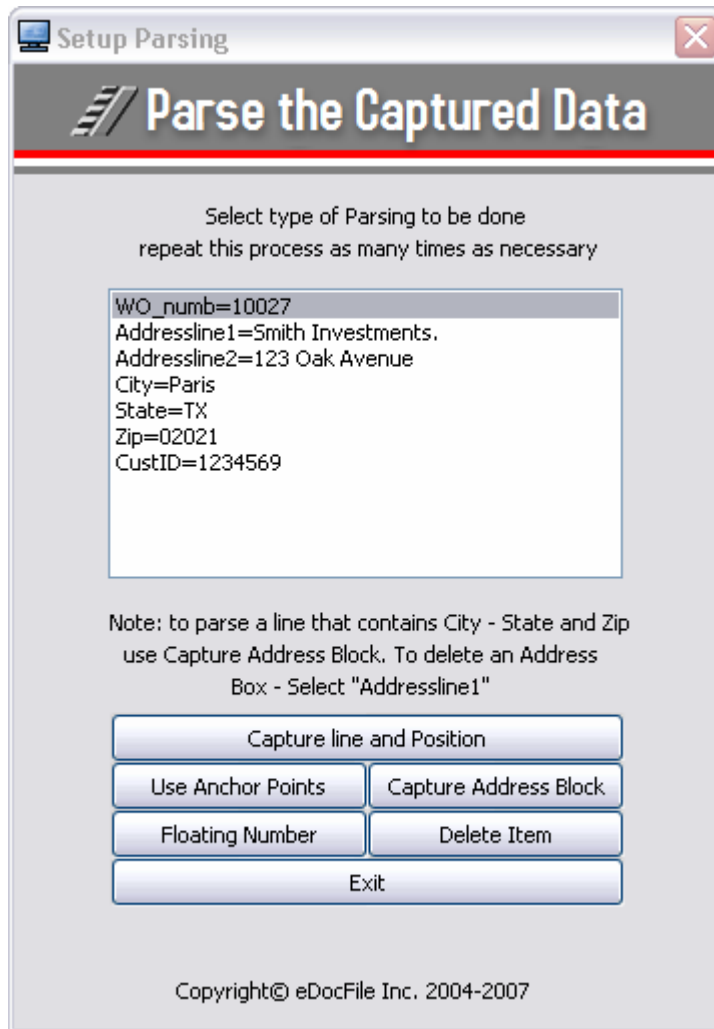 Setup Parsing
Parse the Captured Data
Select type of Parsing to be done
repeat this process as many times as necessary
WO_numb=10027
Addressline1=Smith Investments.
Addressline2=123 Oak Avenue
City=Paris
State=TX
Zip=02021
CustID=1234569
Note: to parse a line that contains City - State and Zip
use Capture Address Block. To delete an Address
Box - Select "Addressline1"
Capture line and Position
Use Anchor Points Capture Address Block
Floating Number Delete Item
Exit
Copyright© eDocFile Inc. 2004-2007